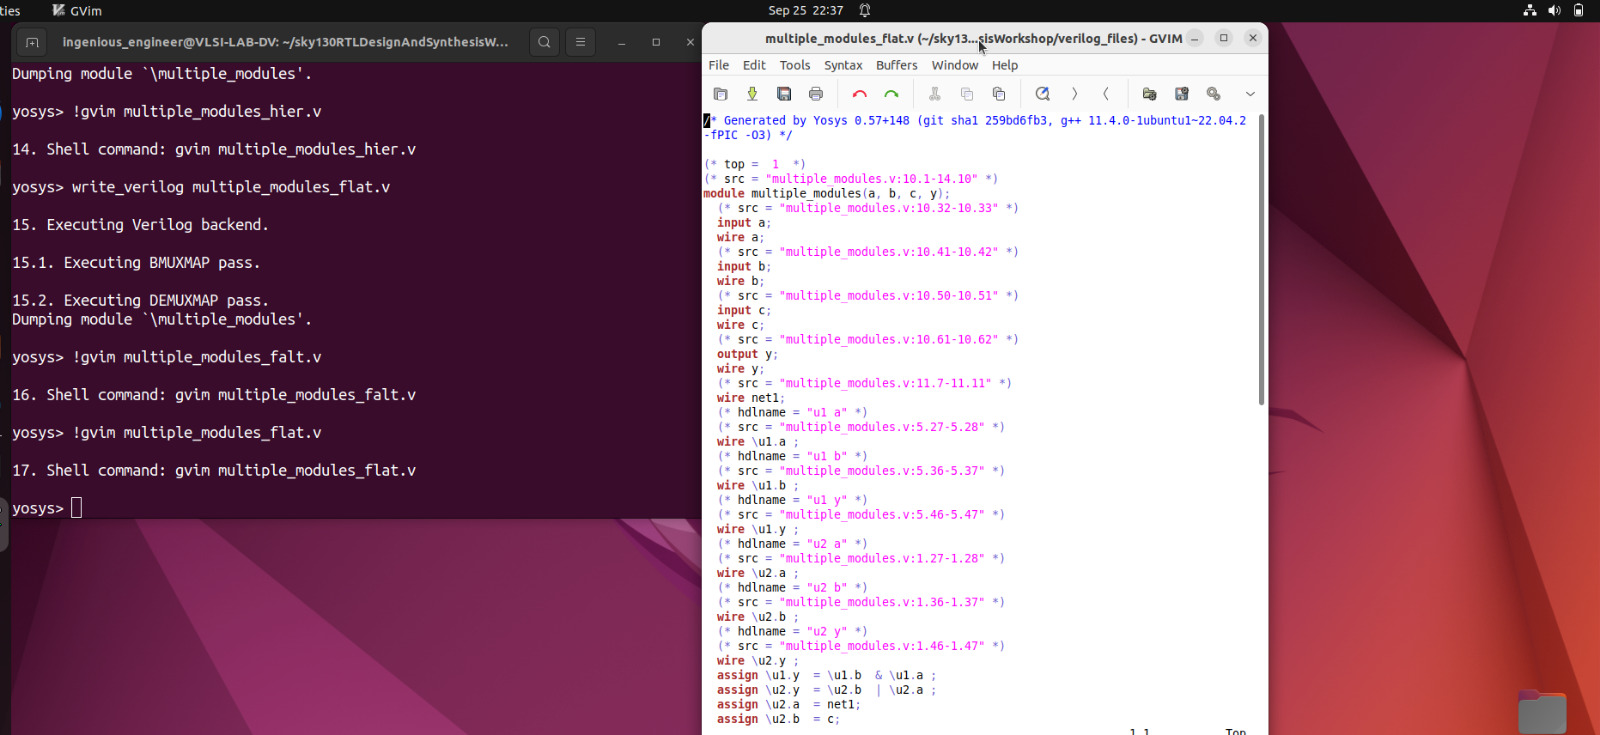 ties
GVim
Sep 25 22:37
ingenious_engineer@VLSI-LAB-DV: ~/sky130RTLDesignAndSynthesisW...
Dumping module `\multiple_modules'.
yosys> !gvim multiple_modules_hier.v
14. Shell command: gvim multiple_modules_hier.v
yosys> write_verilog multiple_modules_flat.v
15. Executing Verilog backend.
15.1. Executing BMUXMAP pass.
15.2. Executing DEMUXMAP pass.
Dumping module `\multiple_modules'.
yosys> !gvim multiple_modules_falt.v
16. Shell command: gvim multiple_modules_falt.v
yosys> !gvim multiple_modules_flat.v
17. Shell command: gvim multiple_modules_flat.v
yosys>
multiple_modules_flat.v (~/sky13...sisWorkshop/verilog_files) - GVIM
File Edit Tools Syntax Buffers Window Help
/* Generated by Yosys 0.57+148 (git sha1 259bd6fb3, g++ 11.4.0-1ubuntu1~22.04.2
-fPIC -O3) */
(* top =  1  *)
(* src = "multiple_modules.v:10.1-14.10" *)
module multiple_modules(a, b, c, y);
(* src = "multiple_modules.v:10.32-10.33" *)
input a;
wire a;
(* src = "multiple_modules.v:10.41-10.42" *)
input b;
wire b;
(* src = "multiple_modules.v:10.50-10.51" *)
input c;
wire c;
(* src = "multiple_modules.v:10.61-10.62" *)
output y;
wire y;
(* src = "multiple_modules.v:11.7-11.11" *)
wire net1;
(* hdlname = "u1 a" *)
(* src = "multiple_modules.v:5.27-5.28" *)
wire \u1.a ;
(* hdlname = "u1 b" *)
(* src = "multiple_modules.v:5.36-5.37" *)
wire \u1.b ;
(* hdlname = "u1 y" *)
(* src = "multiple_modules.v:5.46-5.47" *)
wire \u1.y ;
(* hdlname = "u2 a" *)
(* src = "multiple_modules.v:1.27-1.28" *)
wire \u2.a ;
(* hdlname = "u2 b" *)
(* src = "multiple_modules.v:1.36-1.37" *)
wire \u2.b ;
(* hdlname = "u2 y" *)
(* src = "multiple_modules.v:1.46-1.47" *)
wire \u2.y ;
assign \u1.y  = \u1.b  & \u1.a ;
assign \u2.y  = \u2.b  | \u2.a ;
assign \u2.a  = net1;
assign \u2.b  = c;
1,1 Top